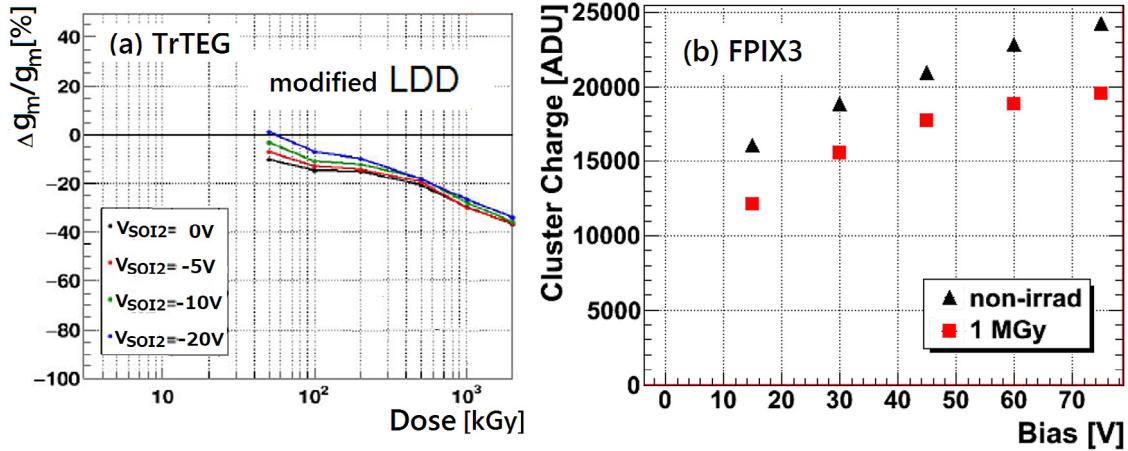 Δgm/gm[%]
(a) TrTEG
modified LDD
40
20
0
−20
−40
−60
−80
−100
VSOI2= 0V
VSOI2= -5V
VSOI2=-10V
VSOI2= -20V
10
10²
10³
Dose [kGy]
Cluster Charge [ADU]
(b) FPIX3
25000
20000
15000
10000
5000
0
non-irrad
1 MGy
0 10 20 30 40 50 60 70
Bias [V]